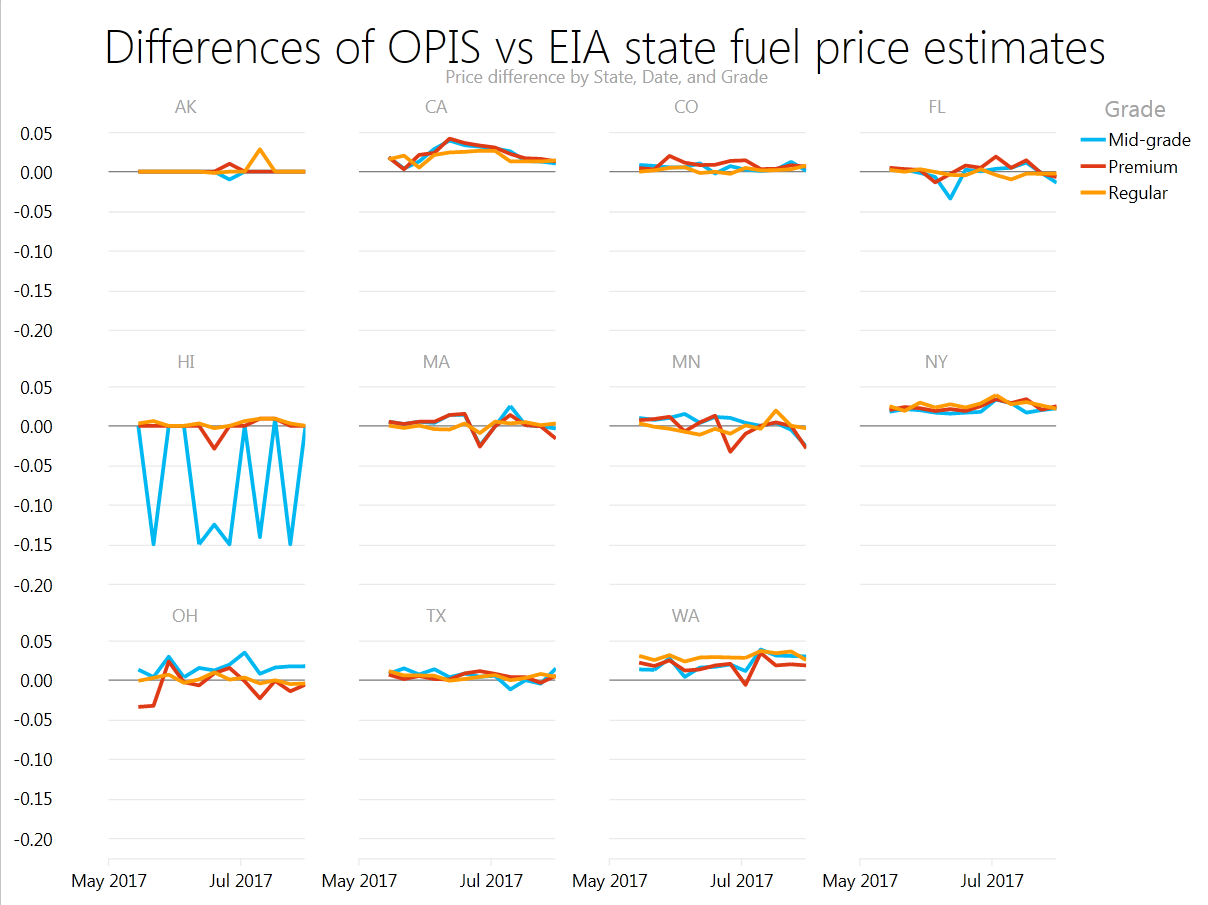 Differences of OPIS vs EIA state fuel price estimates
Price difference by State, Date, and Grade
AK CA CO FL
Grade
Mid-grade
Premium
Regular
0.05
0.00
-0.05
-0.10
-0.15
-0.20
HI MA MN NY
0.05
0.00
-0.05
-0.10
-0.15
-0.20
OH TX WA
0.05
0.00
-0.05
-0.10
-0.15
-0.20
May 2017 Jul 2017 May 2017 Jul 2017 May 2017 Jul 2017 May 2017 Jul 2017